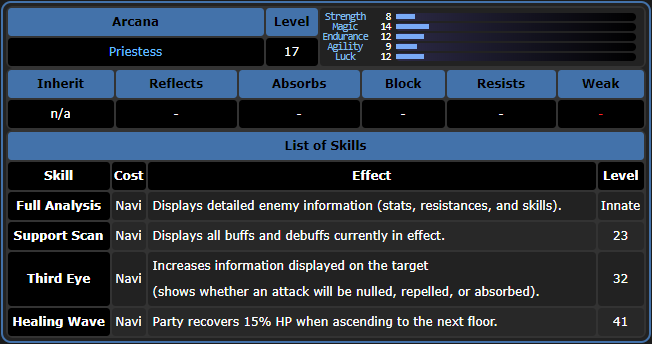 Arcana Level
Priestess 17
Strength 8
Magic 14
Endurance 12
Agility 9
Luck 12
Inherit Reflects Absorbs Block Resists Weak
n/a - - - - -
List of Skills
Skill Cost Effect Level
Full Analysis Navi Displays detailed enemy information (stats, resistances, and skills). Innate
Support Scan Navi Displays all buffs and debuffs currently in effect. 23
Third Eye Navi Increases information displayed on the target
(shows whether an attack will be nulled, repelled, or absorbed). 32
Healing Wave Navi Party recovers 15% HP when ascending to the next floor. 41